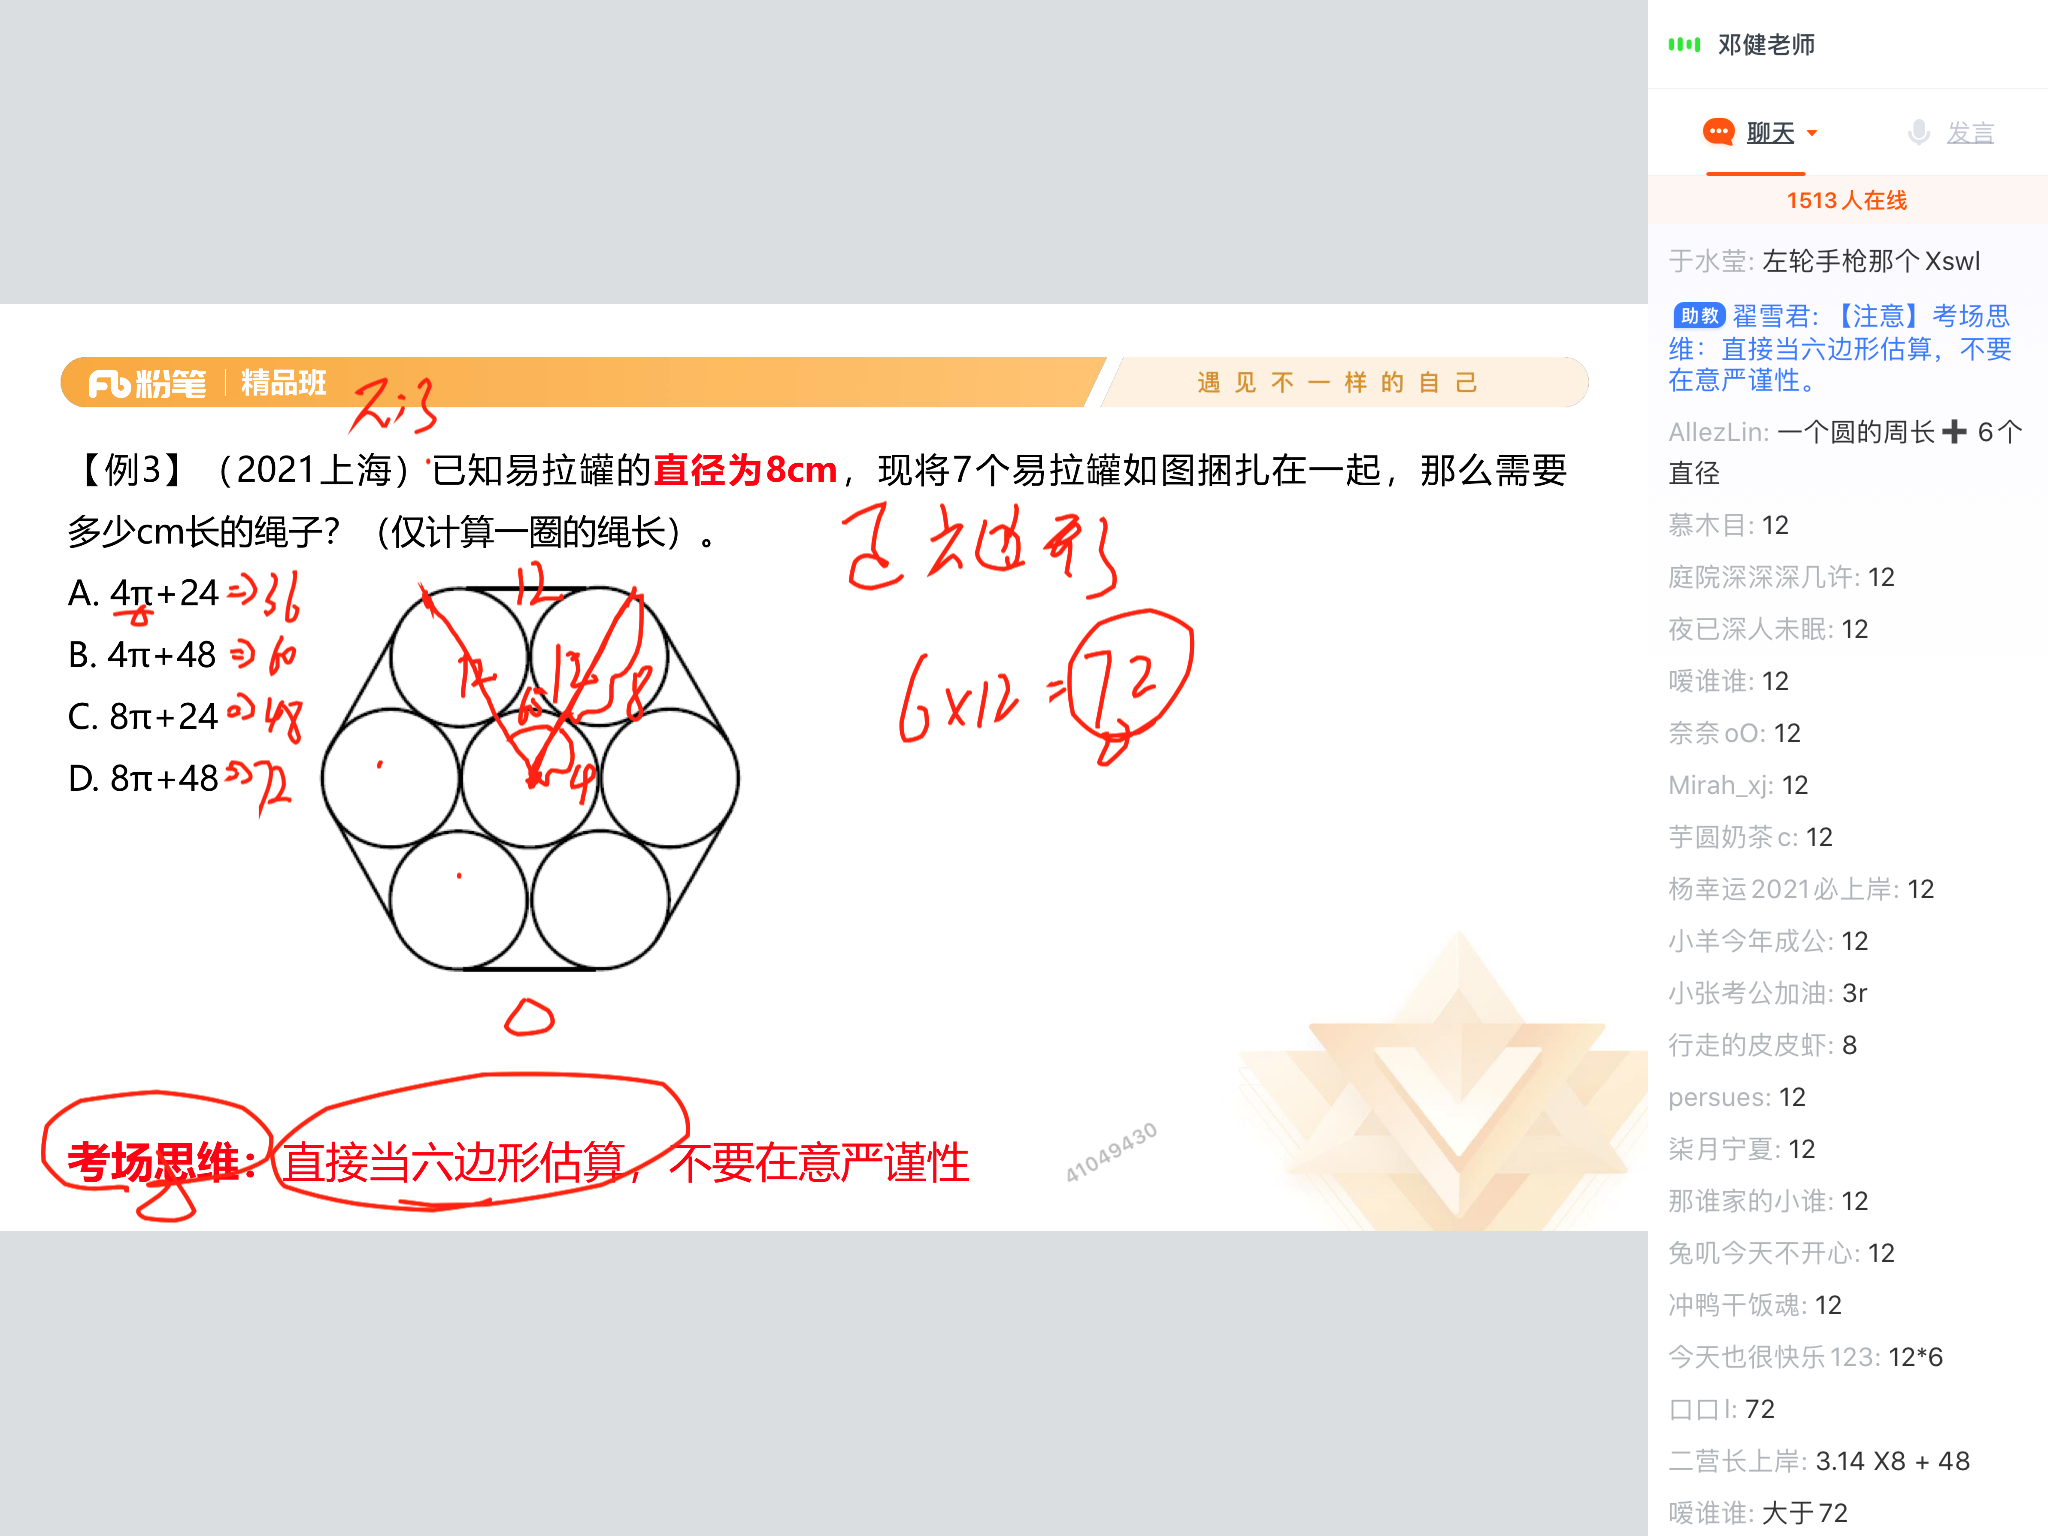 粉笔 | 精品班
遇见不一样的自己
【例3】（2021上海）已知易拉罐的直径为8cm，现将7个易拉罐如图捆扎在一起，那么需要
多少cm长的绳子？（仅计算一圈的绳长）。
正六边形
A. 4π+24 ⇒36
B. 4π+48 ⇒60
C. 8π+24 ⇒48
D. 8π+48 ⇒72
12
12
12
60
8
4
6×12=72
考场思维：直接当六边形估算，不要在意严谨性
41049430
邓健老师
聊天
发言
1513人在线
于水莹: 左轮手枪那个Xswl
助教 翟雪君: 【注意】考场思
维：直接当六边形估算，不要
在意严谨性。
AllezLin: 一个圆的周长➕ 6个
直径
慕木目: 12
庭院深深深几许: 12
夜已深人未眠: 12
嗳谁谁: 12
奈奈oO: 12
Mirah_xj: 12
芋圆奶茶c: 12
杨幸运2021必上岸: 12
小羊今年成公: 12
小张考公加油: 3r
行走的皮皮虾: 8
persues: 12
柒月宁夏: 12
那谁家的小谁: 12
兔叽今天不开心: 12
冲鸭干饭魂: 12
今天也很快乐123: 12*6
口口l: 72
二营长上岸: 3.14 X8 + 48
嗳谁谁: 大于72